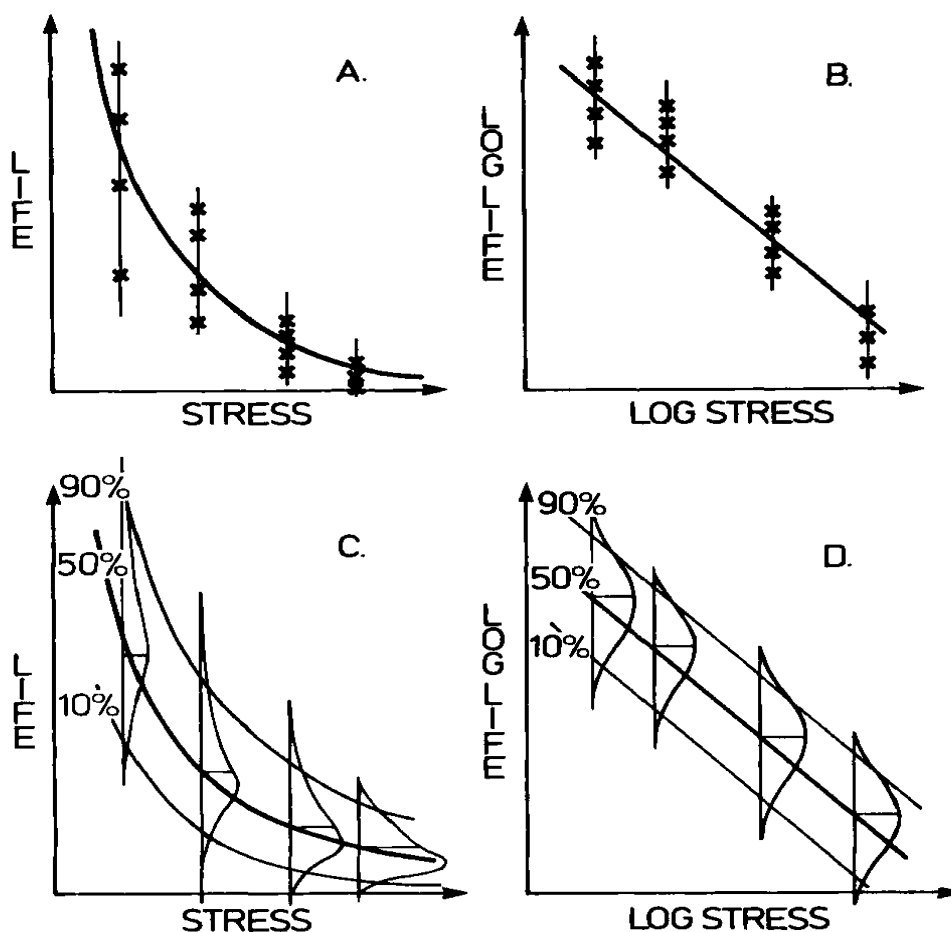 A.
LIFE
STRESS
B.
LOG LIFE
LOG STRESS
90%
50%
10%
C.
LIFE
STRESS
90%
50%
10%
D.
LOG LIFE
LOG STRESS